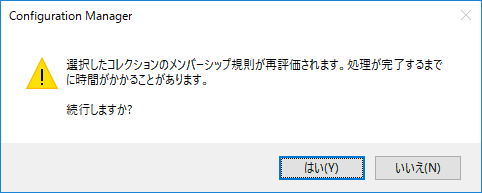 Configuration Manager
選択したコレクションのメンバーシップ規則が再評価されます。処理が完了するまで
に時間がかかることがあります。
続行しますか?
はい(Y)
いいえ(N)